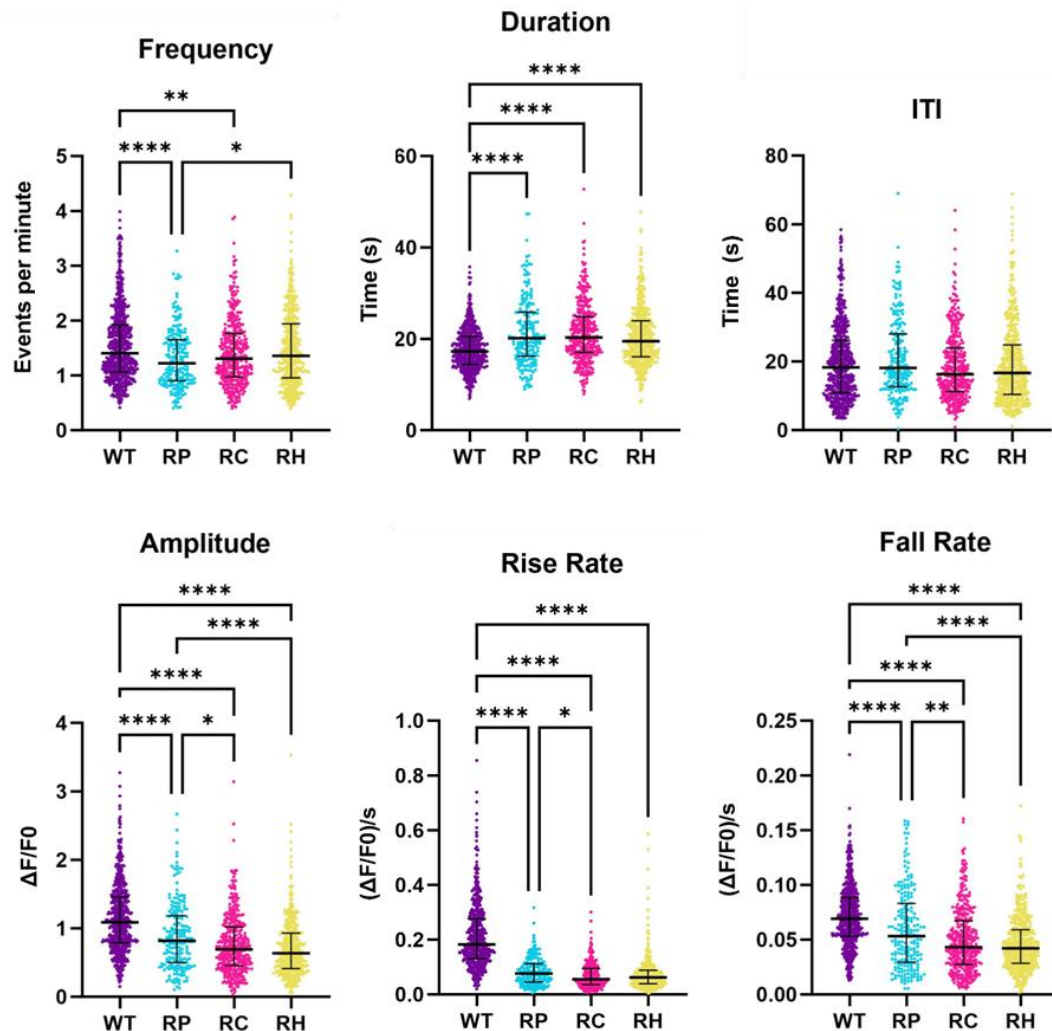 Frequency
**
**** *
Events per minute
5
4
3
2
1
0
WT RP RC RH
Duration
****
****
****
Time (s)
60
40
20
0
WT RP RC RH
ITI
Time (s)
80
60
40
20
0
WT RP RC RH
Amplitude
****
****
****
**** *
ΔF/F0
4
3
2
1
0
WT RP RC RH
Rise Rate
****
****
**** *
(ΔF/F0)/s
1.0
0.8
0.6
0.4
0.2
0.0
WT RP RC RH
Fall Rate
****
****
****
**** **
(ΔF/F0)/s
0.25
0.20
0.15
0.10
0.05
0.00
WT RP RC RH